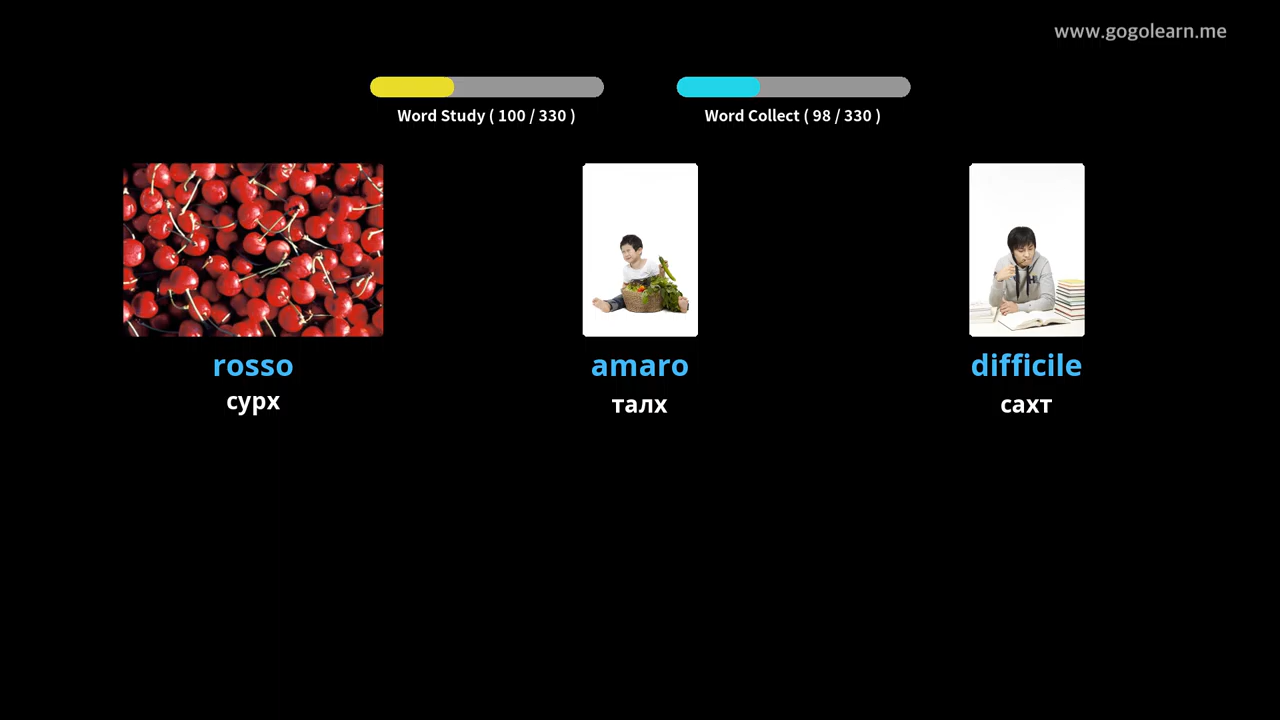 www.gogolearn.me
Word Study ( 100 / 330 )
Word Collect ( 98 / 330 )
rosso
сурх
amaro
талх
difficile
сахт